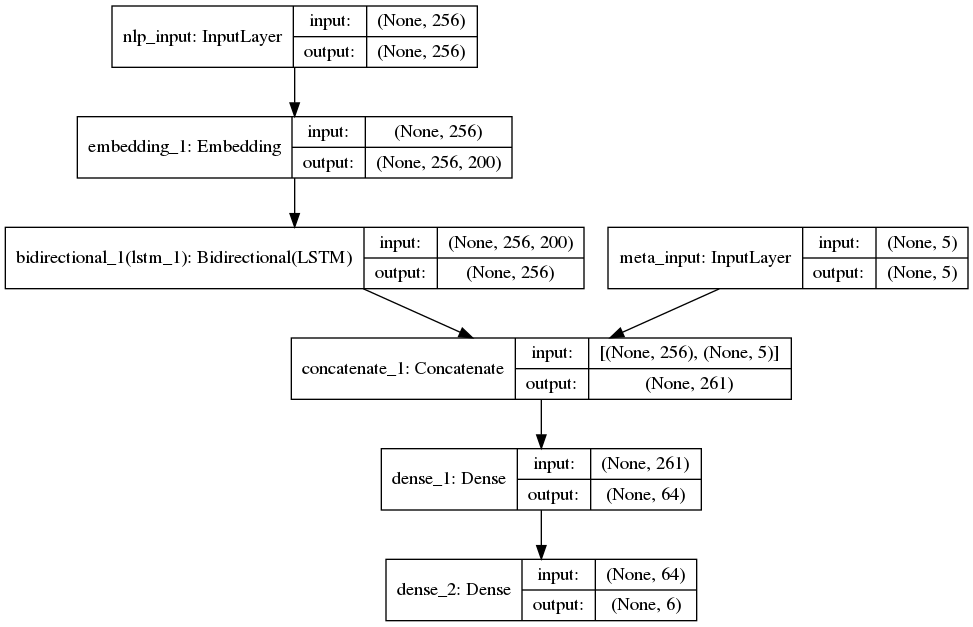 nlp_input: InputLayer
input: (None, 256)
output: (None, 256)
embedding_1: Embedding
input: (None, 256)
output: (None, 256, 200)
bidirectional_1(lstm_1): Bidirectional(LSTM)
input: (None, 256, 200)
output: (None, 256)
meta_input: InputLayer
input: (None, 5)
output: (None, 5)
concatenate_1: Concatenate
input: [(None, 256), (None, 5)]
output: (None, 261)
dense_1: Dense
input: (None, 261)
output: (None, 64)
dense_2: Dense
input: (None, 64)
output: (None, 6)